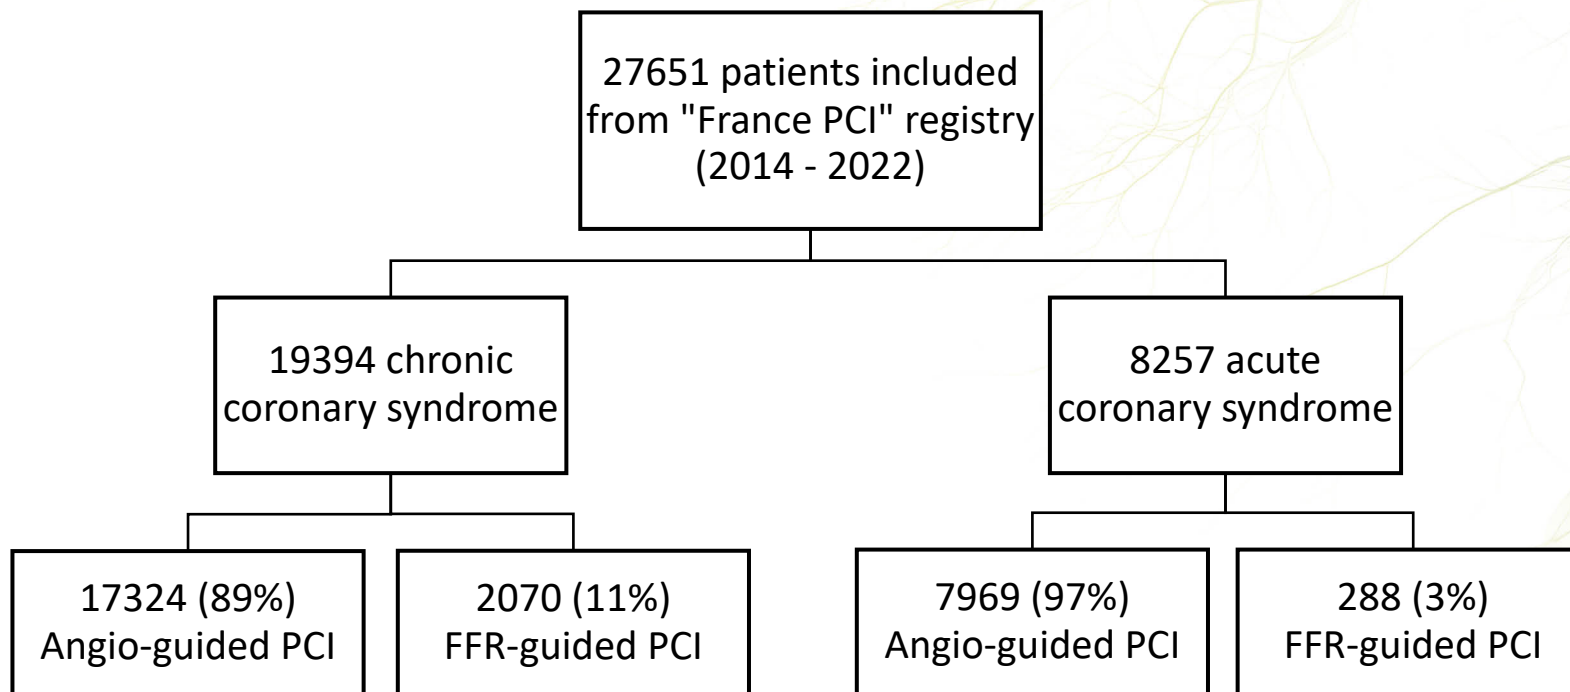 27651 patients included
from "France PCI" registry
(2014 - 2022)
19394 chronic
coronary syndrome
8257 acute
coronary syndrome
17324 (89%)
Angio-guided PCI
2070 (11%)
FFR-guided PCI
7969 (97%)
Angio-guided PCI
288 (3%)
FFR-guided PCI